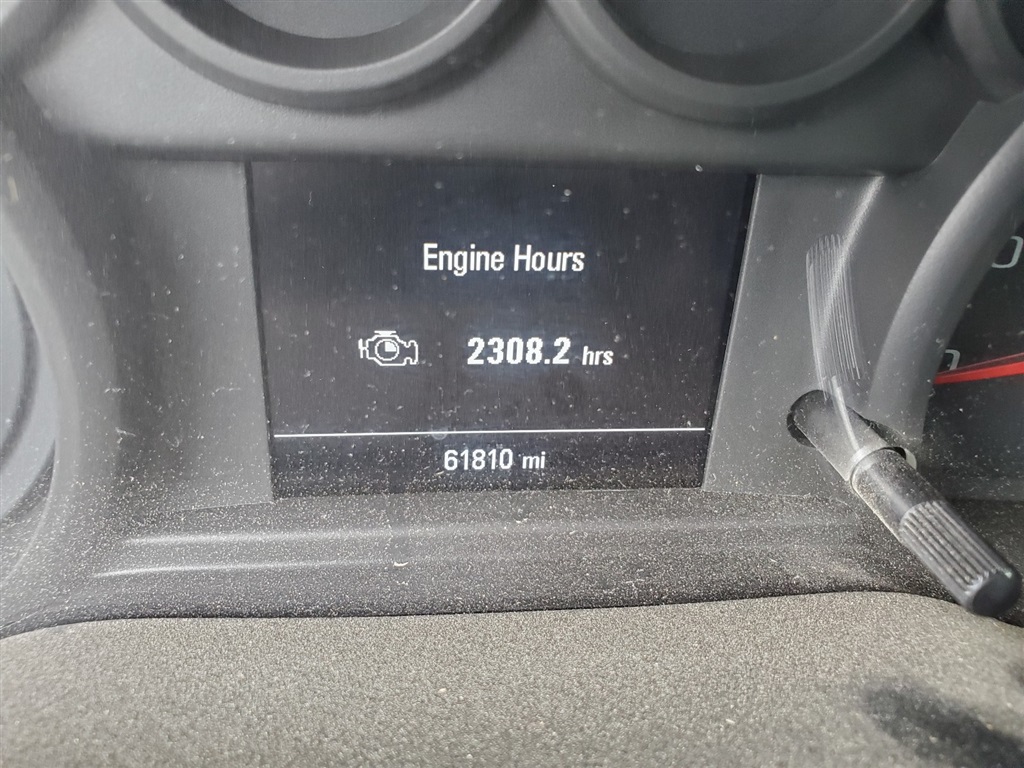 Engine Hours
2308.2 hrs
61810 mi